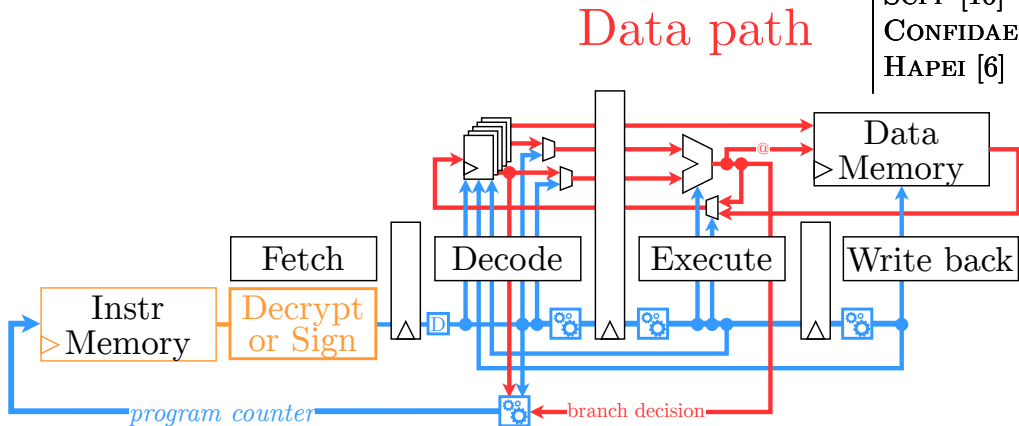 Data path
CONFIDAE
HAPEI [6]
Data
Memory
@
Fetch
Decode
Execute
Write back
Instr
Memory
Decrypt
or Sign
D
program counter
branch decision